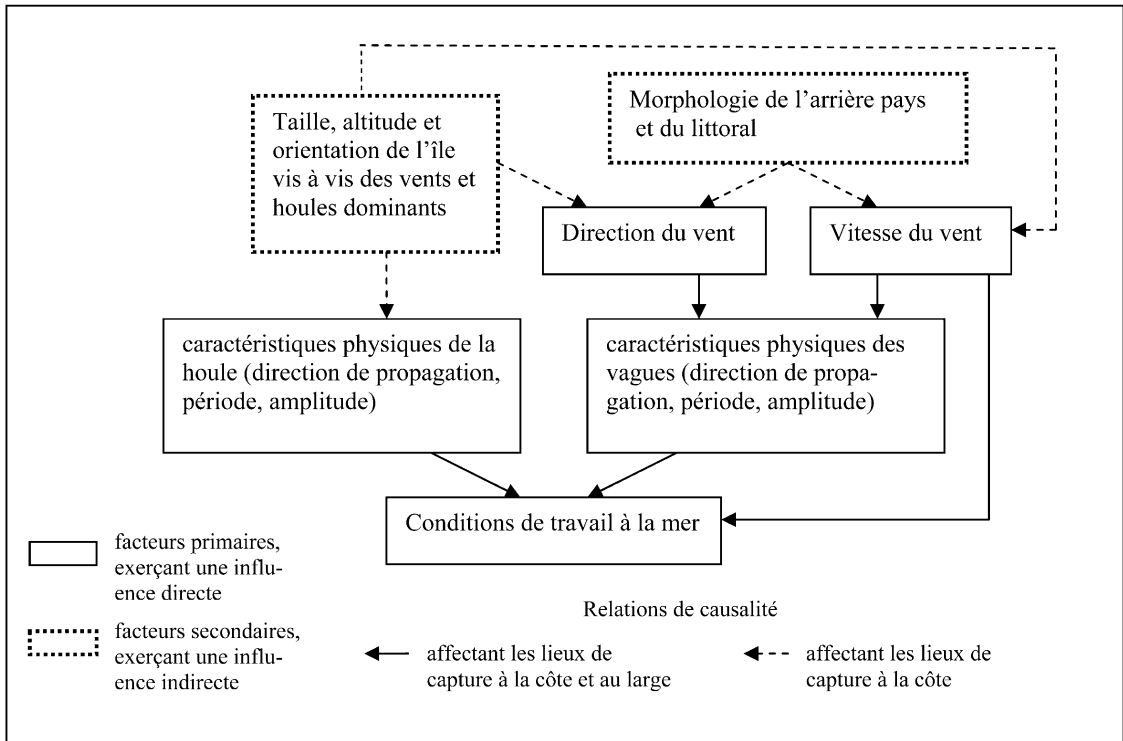 Taille, altitude et
orientation de l'île
vis à vis des vents et
houles dominants
Morphologie de l'arrière pays
et du littoral
Direction du vent
Vitesse du vent
caractéristiques physiques de la
houle (direction de propagation,
période, amplitude)
caractéristiques physiques des
vagues (direction de propa-
gation, période, amplitude)
Conditions de travail à la mer
facteurs primaires,
exerçant une influ-
ence directe
facteurs secondaires,
exerçant une influ-
ence indirecte
Relations de causalité
affectant les lieux de
capture à la côte et au large
affectant les lieux de
capture à la côte